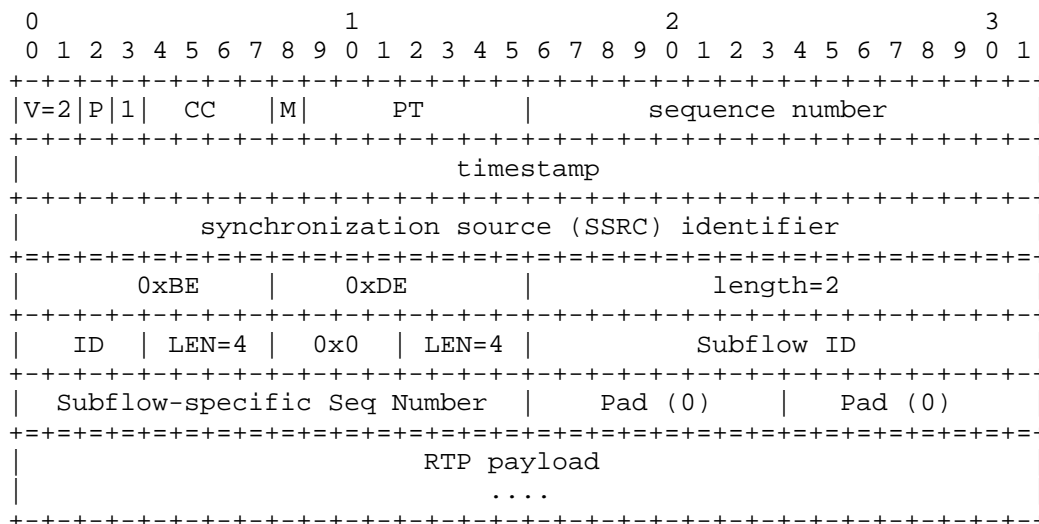 0                   1                   2                   3
 0 1 2 3 4 5 6 7 8 9 0 1 2 3 4 5 6 7 8 9 0 1 2 3 4 5 6 7 8 9 0 1
+-+-+-+-+-+-+-+-+-+-+-+-+-+-+-+-+-+-+-+-+-+-+-+-+-+-+-+-+-+-+-+--
|V=2|P|1|  CC   |M|     PT      |       sequence number
+-+-+-+-+-+-+-+-+-+-+-+-+-+-+-+-+-+-+-+-+-+-+-+-+-+-+-+-+-+-+-+--
|                           timestamp
+-+-+-+-+-+-+-+-+-+-+-+-+-+-+-+-+-+-+-+-+-+-+-+-+-+-+-+-+-+-+-+--
|           synchronization source (SSRC) identifier
+=+=+=+=+=+=+=+=+=+=+=+=+=+=+=+=+=+=+=+=+=+=+=+=+=+=+=+=+=+=+=+=-
|       0xBE    |    0xDE       |           length=2
+-+-+-+-+-+-+-+-+-+-+-+-+-+-+-+-+-+-+-+-+-+-+-+-+-+-+-+-+-+-+-+--
|   ID  | LEN=4 |  0x0  | LEN=4 |          Subflow ID
+-+-+-+-+-+-+-+-+-+-+-+-+-+-+-+-+-+-+-+-+-+-+-+-+-+-+-+-+-+-+-+--
|  Subflow-specific Seq Number  |    Pad (0)    |   Pad (0)
+=+=+=+=+=+=+=+=+=+=+=+=+=+=+=+=+=+=+=+=+=+=+=+=+=+=+=+=+=+=+=+=-
|                         RTP payload
|                             ....
+-+-+-+-+-+-+-+-+-+-+-+-+-+-+-+-+-+-+-+-+-+-+-+-+-+-+-+-+-+-+-+--